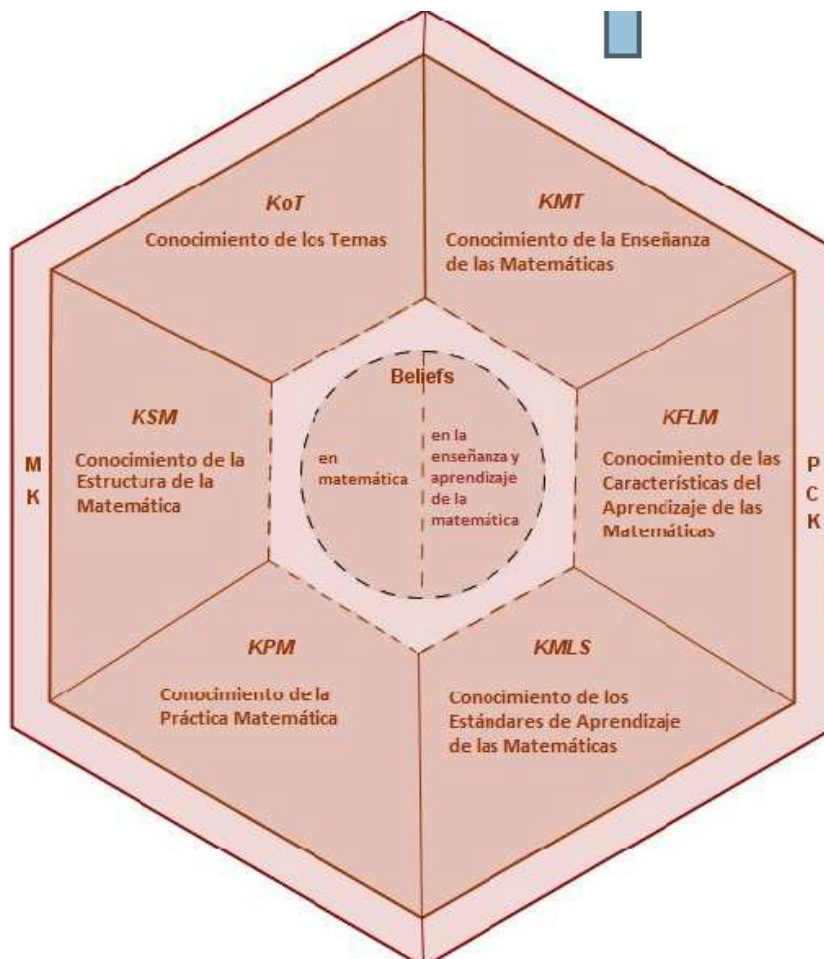 KoT
Conocimiento de los Temas
KMT
Conocimiento de la Enseñanza
de las Matemáticas
KSM
Conocimiento de la
Estructura de la
Matemática
M
K
Beliefs
en
matemática
en la
enseñanza y
aprendizaje
de la
matemática
KFLM
Conocimiento de las
Características del
Aprendizaje de las
Matemáticas
P
C
K
KPM
Conocimiento de la
Práctica Matemática
KMLS
Conocimiento de los
Estándares de Aprendizaje
de las Matemáticas